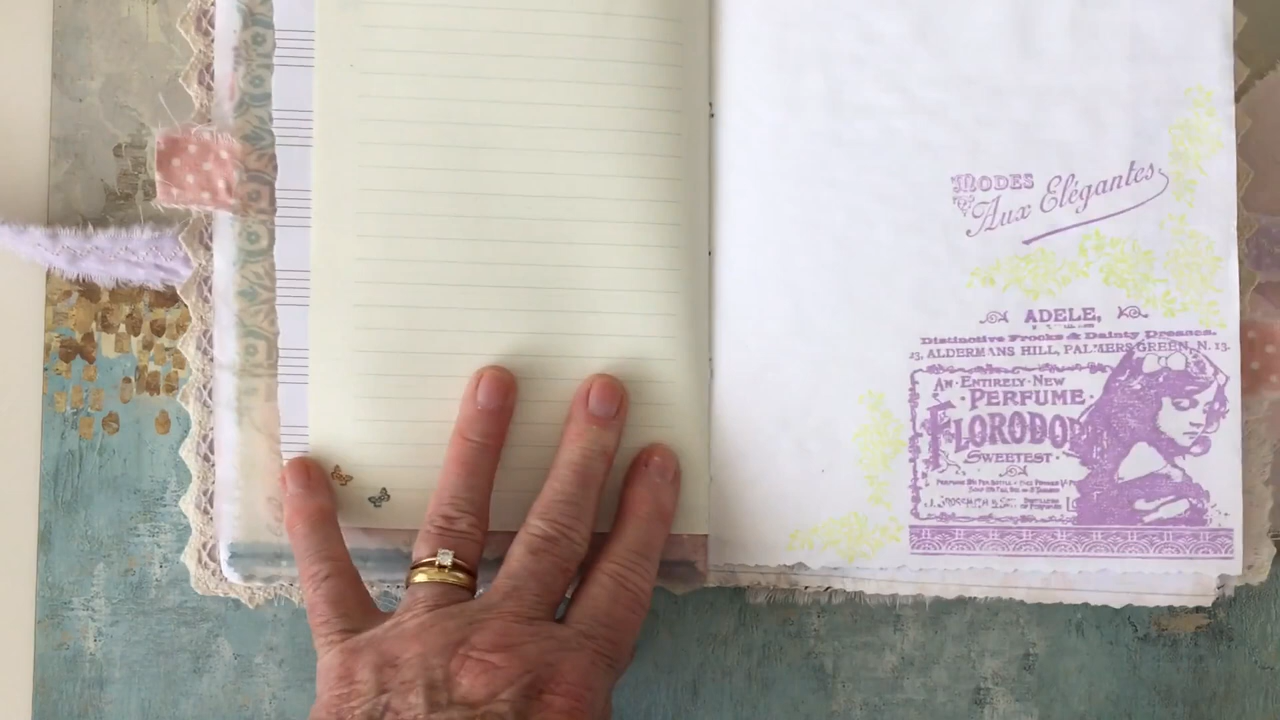 MODES
Aux Elégantes
ADELE,
Distinctive Frocks & Dainty Dresses.
23, ALDERMANS HILL, PALMERS GREEN, N. 13.
AN ENTIRELY NEW
PERFUME
FLORODOR
SWEETEST